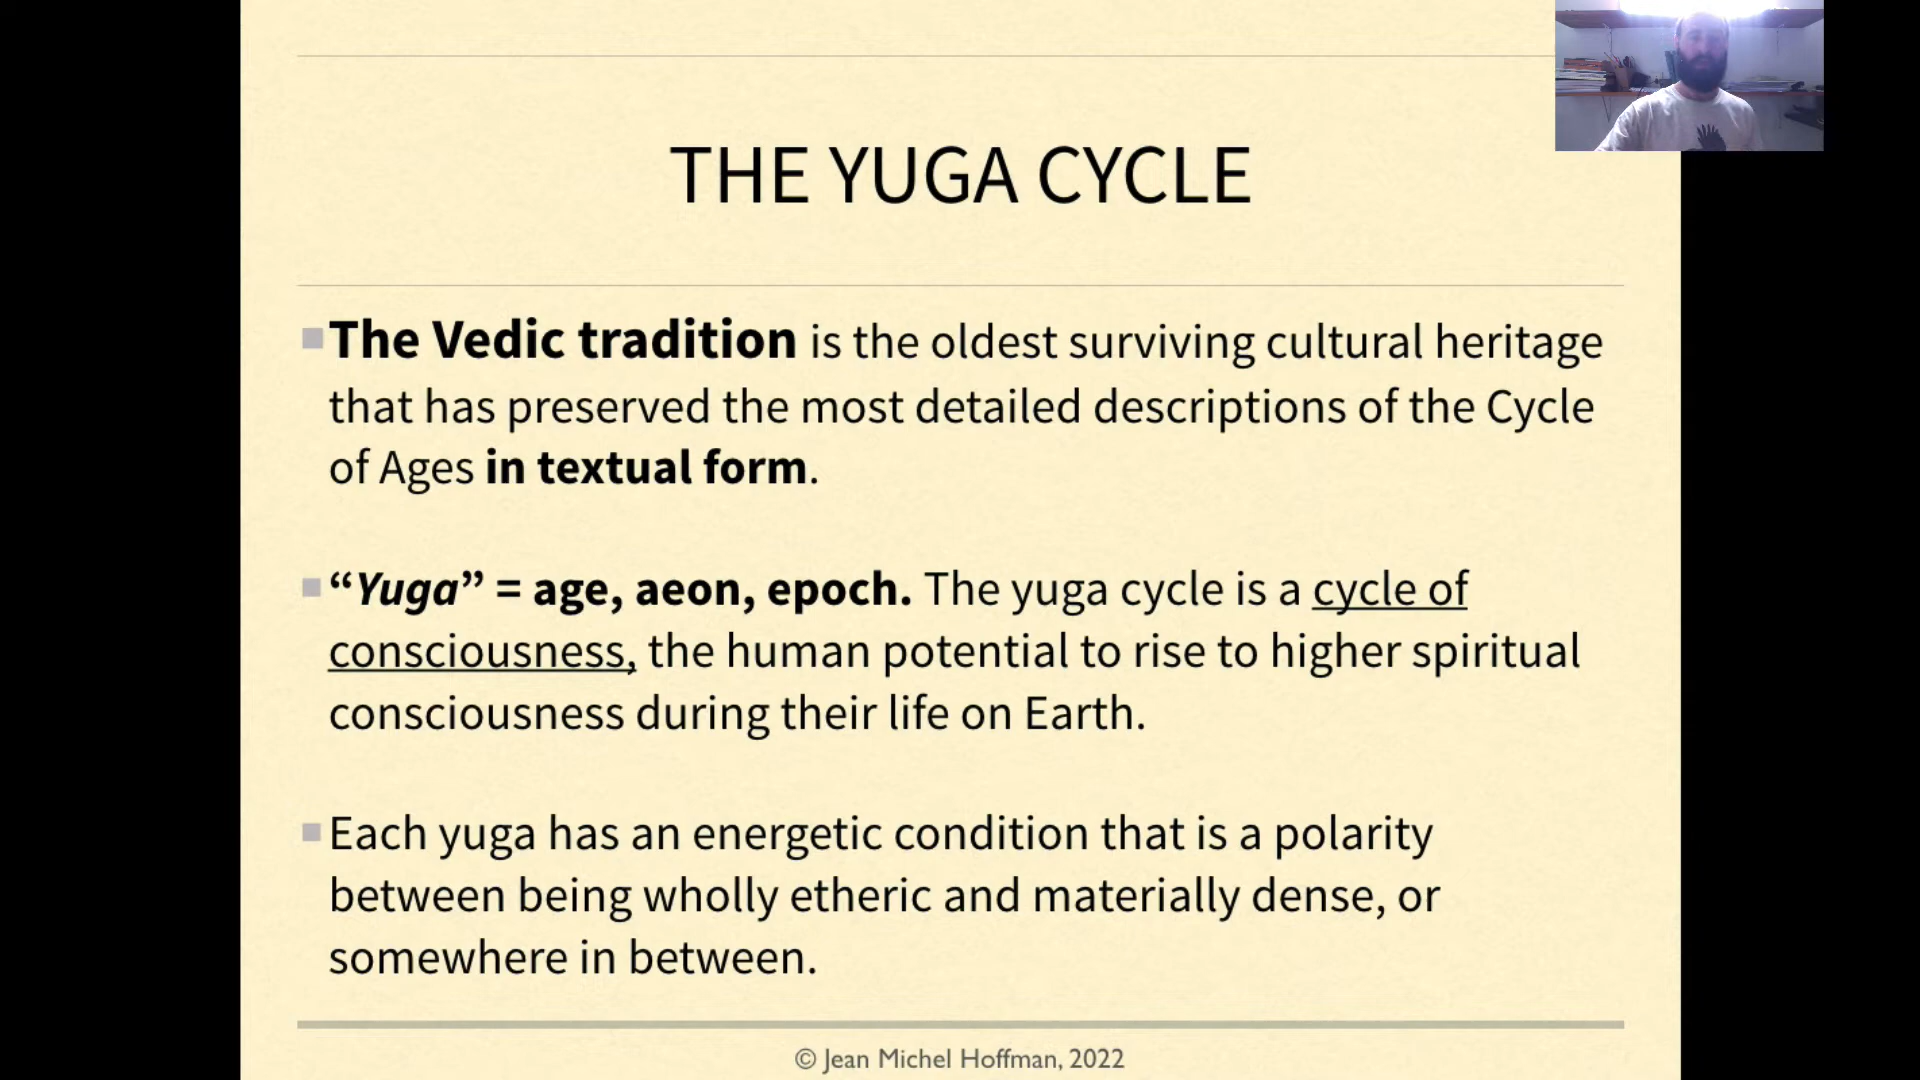 THE YUGA CYCLE
The Vedic tradition is the oldest surviving cultural heritage
that has preserved the most detailed descriptions of the Cycle
of Ages in textual form.
“Yuga” = age, aeon, epoch. The yuga cycle is a cycle of
consciousness, the human potential to rise to higher spiritual
consciousness during their life on Earth.
Each yuga has an energetic condition that is a polarity
between being wholly etheric and materially dense, or
somewhere in between.
© Jean Michel Hoffman, 2022